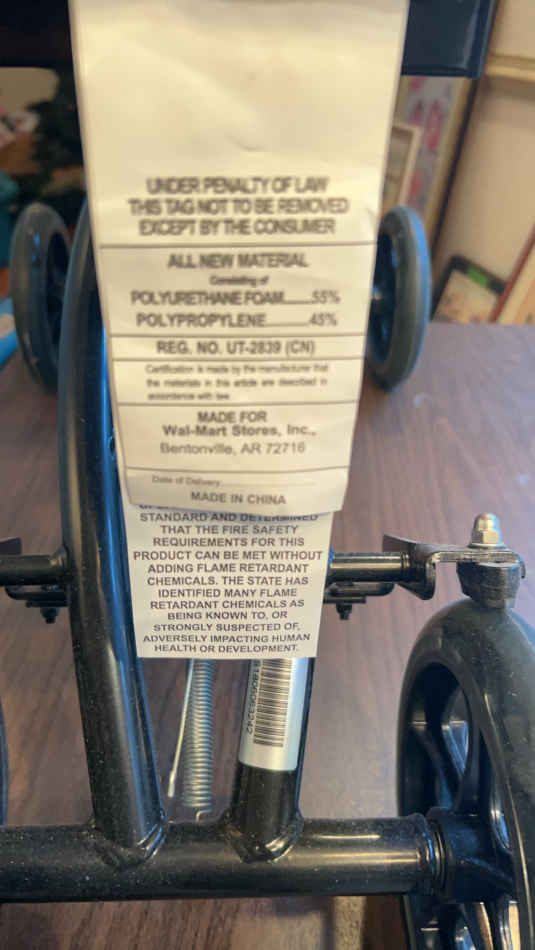 UNDER PENALTY OF LAW
THIS TAG NOT TO BE REMOVED
EXCEPT BY THE CONSUMER
ALL NEW MATERIAL
Consisting of
POLYURETHANE FOAM........55%
POLYPROPYLENE............45%
REG. NO. UT-2839 (CN)
Certification is made by the manufacturer that
the materials in this article are described in
accordance with law.
MADE FOR
Wal-Mart Stores, Inc.,
Bentonville, AR 72716
Date of Delivery
MADE IN CHINA
STANDARD AND DETERMINED
THAT THE FIRE SAFETY
REQUIREMENTS FOR THIS
PRODUCT CAN BE MET WITHOUT
ADDING FLAME RETARDANT
CHEMICALS. THE STATE HAS
IDENTIFIED MANY FLAME
RETARDANT CHEMICALS AS
BEING KNOWN TO, OR
STRONGLY SUSPECTED OF,
ADVERSELY IMPACTING HUMAN
HEALTH OR DEVELOPMENT.